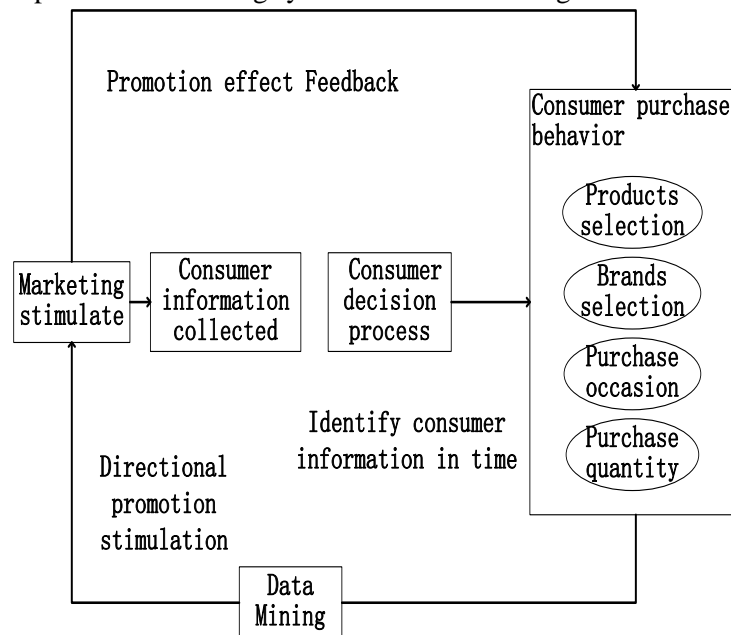 Promotion effect Feedback
Consumer purchase
behavior
Products
selection
Brands
selection
Purchase
occasion
Purchase
quantity
Marketing
stimulate
Consumer
information
collected
Consumer
decision
process
Identify consumer
information in time
Directional
promotion
stimulation
Data
Mining